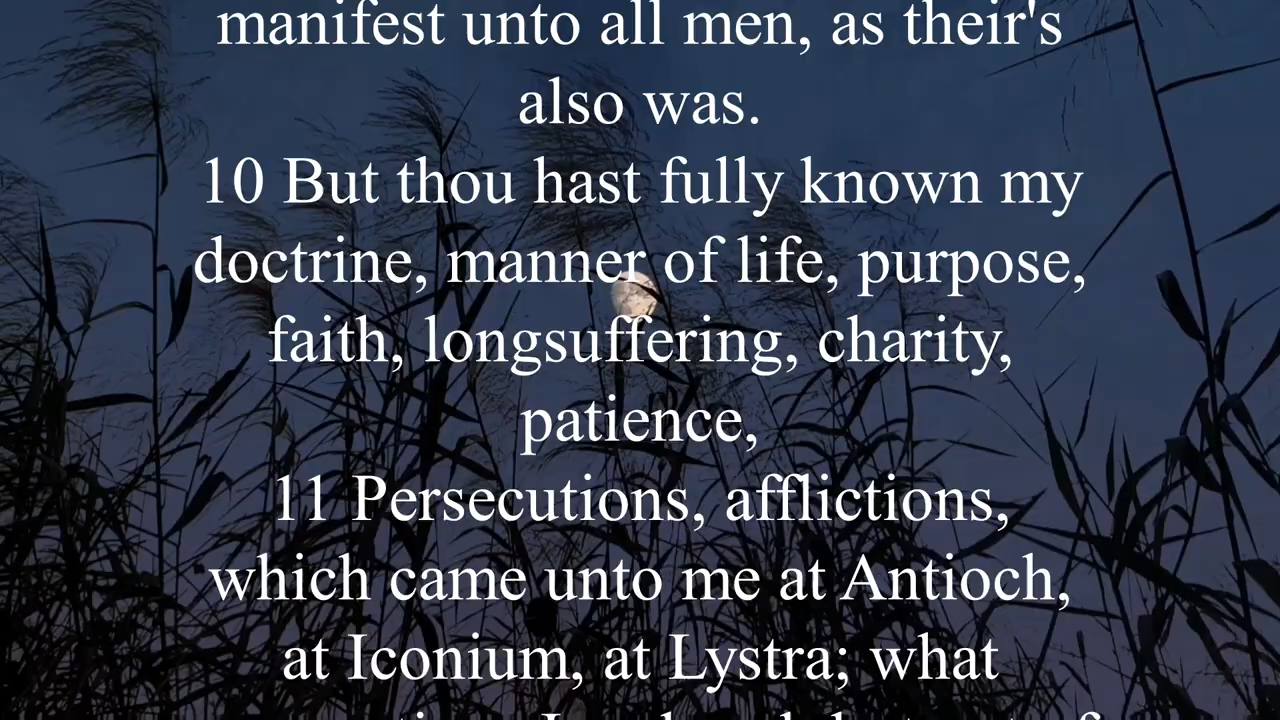 manifest unto all men, as their's
also was.
10 But thou hast fully known my
doctrine, manner of life, purpose,
faith, longsuffering, charity,
patience,
11 Persecutions, afflictions,
which came unto me at Antioch,
at Iconium, at Lystra; what